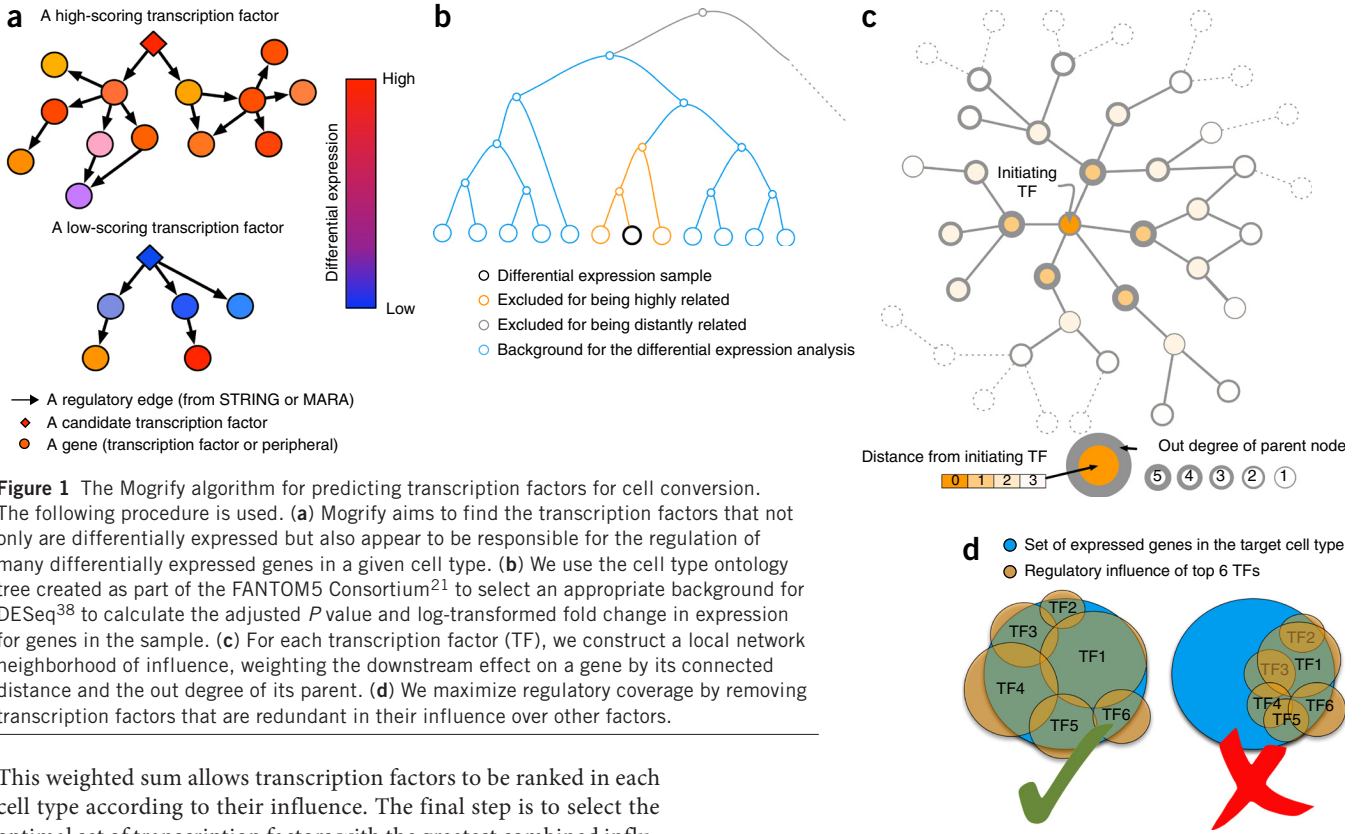 a
A high-scoring transcription factor
High
Differential expression
Low
A low-scoring transcription factor
A regulatory edge (from STRING or MARA)
A candidate transcription factor
A gene (transcription factor or peripheral)
b
Differential expression sample
Excluded for being highly related
Excluded for being distantly related
Background for the differential expression analysis
c
Initiating
TF
Distance from initiating TF
0 1 2 3
Out degree of parent node
5 4 3 2 1
d
Set of expressed genes in the target cell type
Regulatory influence of top 6 TFs
TF2
TF3
TF1
TF4
TF5
TF6
TF2
TF1
TF3
TF4
TF6
TF5
Figure 1 The Mogrify algorithm for predicting transcription factors for cell conversion.
The following procedure is used. (a) Mogrify aims to find the transcription factors that not
only are differentially expressed but also appear to be responsible for the regulation of
many differentially expressed genes in a given cell type. (b) We use the cell type ontology
tree created as part of the FANTOM5 Consortium21 to select an appropriate background for
DESeq38 to calculate the adjusted P value and log-transformed fold change in expression
for genes in the sample. (c) For each transcription factor (TF), we construct a local network
neighborhood of influence, weighting the downstream effect on a gene by its connected
distance and the out degree of its parent. (d) We maximize regulatory coverage by removing
transcription factors that are redundant in their influence over other factors.
This weighted sum allows transcription factors to be ranked in each
cell type according to their influence. The final step is to select the